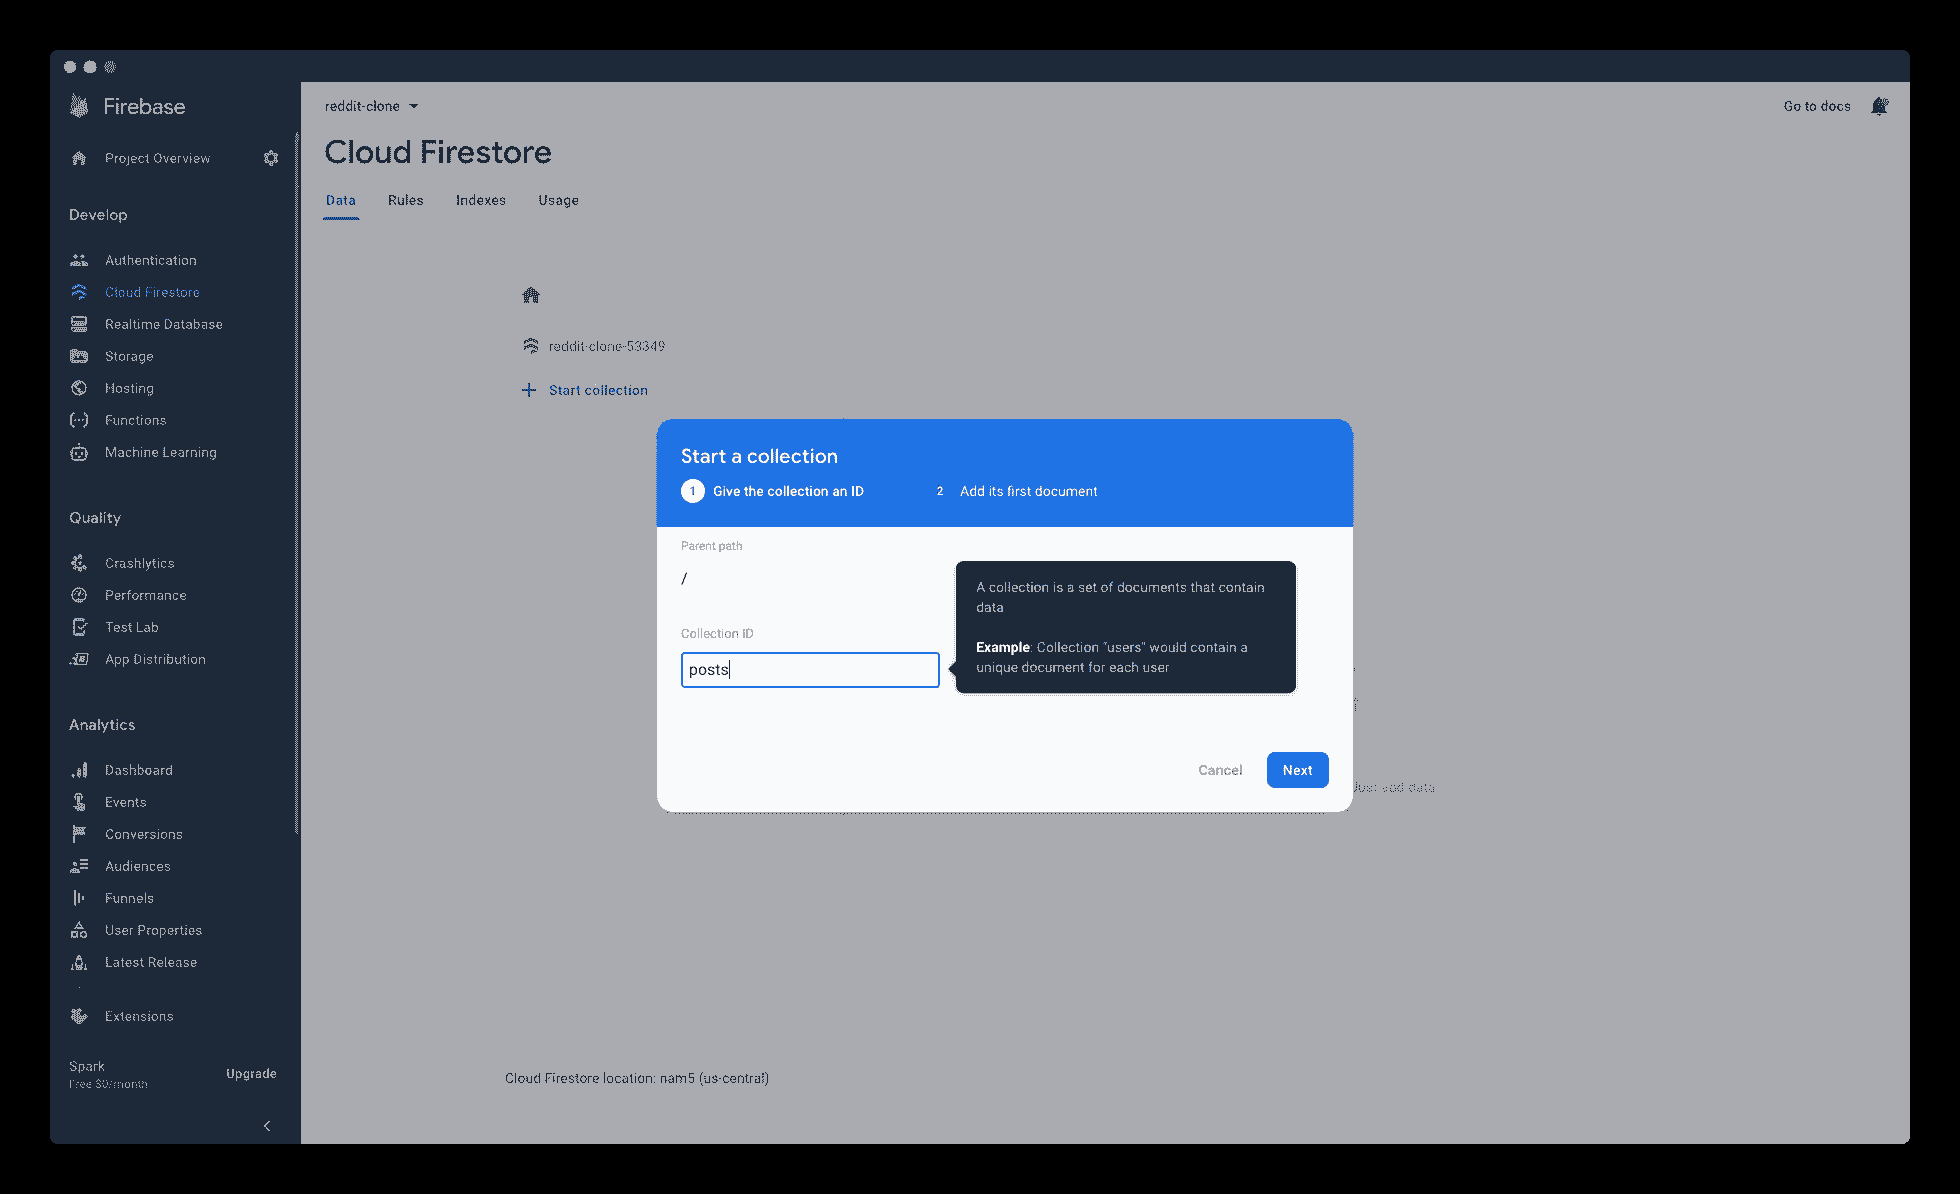 Firebase
Project Overview
Develop
Authentication
Cloud Firestore
Realtime Database
Storage
Hosting
Functions
Machine Learning
Quality
Crashlytics
Performance
Test Lab
App Distribution
Analytics
Dashboard
Events
Conversions
Audiences
Funnels
User Properties
Latest Release
Extensions
Spark
Free $0/month
Upgrade
reddit-clone
Go to docs
Cloud Firestore
Data Rules Indexes Usage
reddit-clone-53349
Start collection
Start a collection
1 Give the collection an ID 2 Add its first document
Parent path
/
Collection ID
posts
A collection is a set of documents that contain
data
Example: Collection "users" would contain a
unique document for each user
Cancel Next
Just add data
Cloud Firestore location: nam5 (us-central)